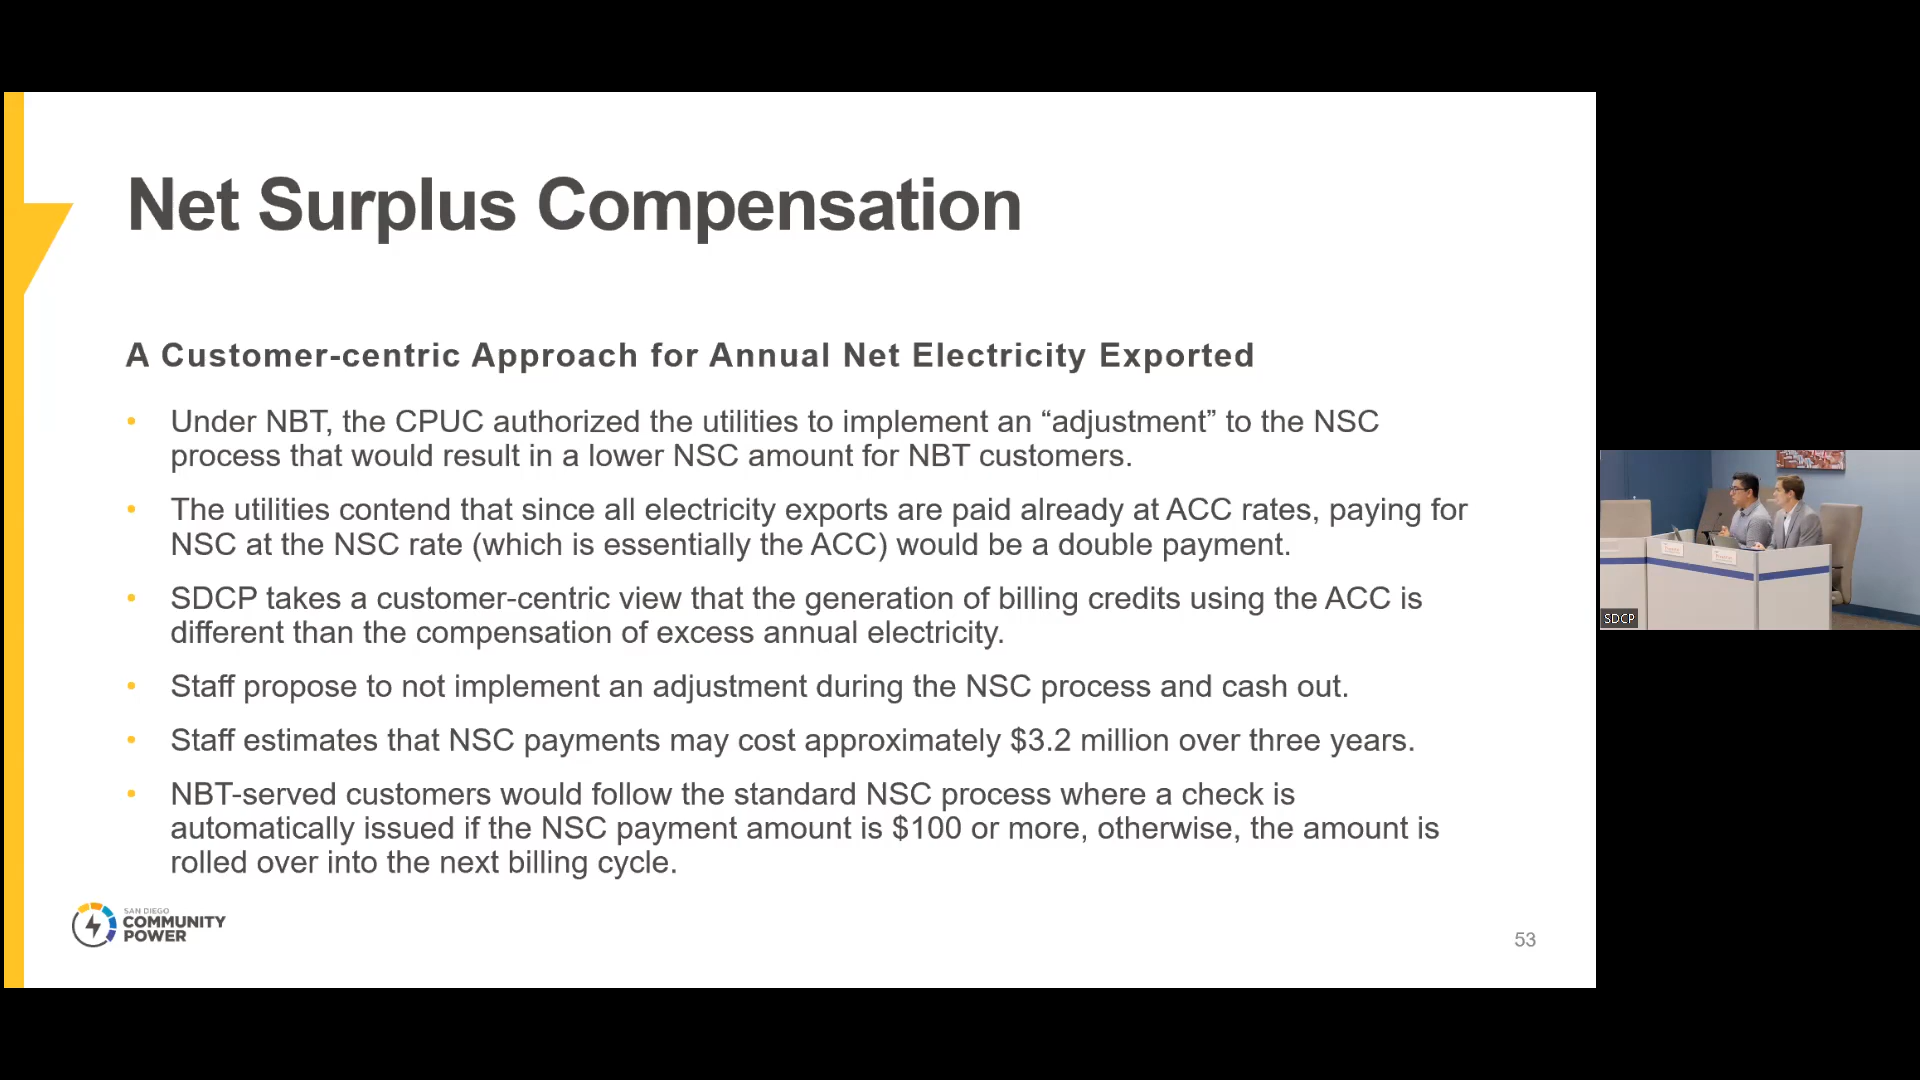 Net Surplus Compensation
A Customer-centric Approach for Annual Net Electricity Exported
• Under NBT, the CPUC authorized the utilities to implement an “adjustment” to the NSC
process that would result in a lower NSC amount for NBT customers.
• The utilities contend that since all electricity exports are paid already at ACC rates, paying for
NSC at the NSC rate (which is essentially the ACC) would be a double payment.
• SDCP takes a customer-centric view that the generation of billing credits using the ACC is
different than the compensation of excess annual electricity.
• Staff propose to not implement an adjustment during the NSC process and cash out.
• Staff estimates that NSC payments may cost approximately $3.2 million over three years.
• NBT-served customers would follow the standard NSC process where a check is
automatically issued if the NSC payment amount is $100 or more, otherwise, the amount is
rolled over into the next billing cycle.
SAN DIEGO
COMMUNITY
POWER
53
SDCP